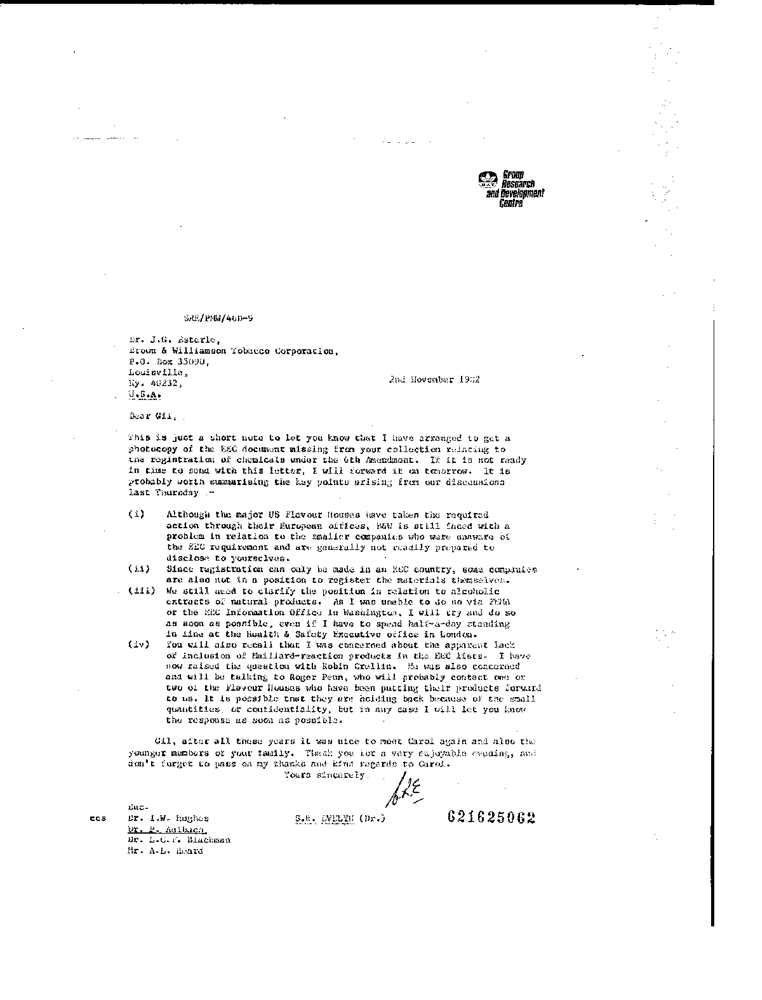 Group
Research
and Development
Centre
SRE/PMW/46D-9
Dr. J.G. Esterle,
Brown & Williamson Tobacco Corporation,
P.O. Box 35090,
Louisville,
Ky. 40232,
U.S.A.
2nd November 1982
Dear Gil,
This is just a short note to let you know that I have arranged to get a
photocopy of the EEC document missing from your collection relating to
the registration of chemicals under the 6th Amendment. If it is not ready
in time to send with this letter, I will forward it on tomorrow. It is
probably worth summarising the key points arising from our discussions
last Thursday :-
(i) Although the major US Flavour Houses have taken the required
action through their European offices, B&W is still faced with a
problem in relation to the smaller companies who were unaware of
the EEC requirement and are generally not readily prepared to
disclose to yourselves.
(ii) Since registration can only be made in an EEC country, some companies
are also not in a position to register the materials themselves.
(iii) We still need to clarify the position in relation to alcoholic
extracts of natural products. As I was unable to do so via FEMA
or the EEC Information Office in Washington, I will try and do so
as soon as possible, even if I have to spend half-a-day standing
in line at the Health & Safety Executive office in London.
(iv) You will also recall that I was concerned about the apparent lack
of inclusion of Maillard-reaction products in the EEC lists. I have
now raised the question with Robin Crellin. He was also concerned
and will be talking to Roger Penn, who will probably contact one or
two of the Flavour Houses who have been putting their products forward
to us. It is possible that they are holding back because of the small
quantities, or confidentiality, but in any case I will let you know
the response as soon as possible.
Gil, after all these years it was nice to meet Carol again and also the
younger members of your family. Thank you for a very enjoyable evening, and
don't forget to pass on my thanks and kind regards to Carol.
Yours sincerely,
SRE
Enc.
ccs Dr. I.W. Hughes S.R. EVELYN (Dr.) 621625062
Dr. L.C.F. Blackman
Mr. A.L. Heard